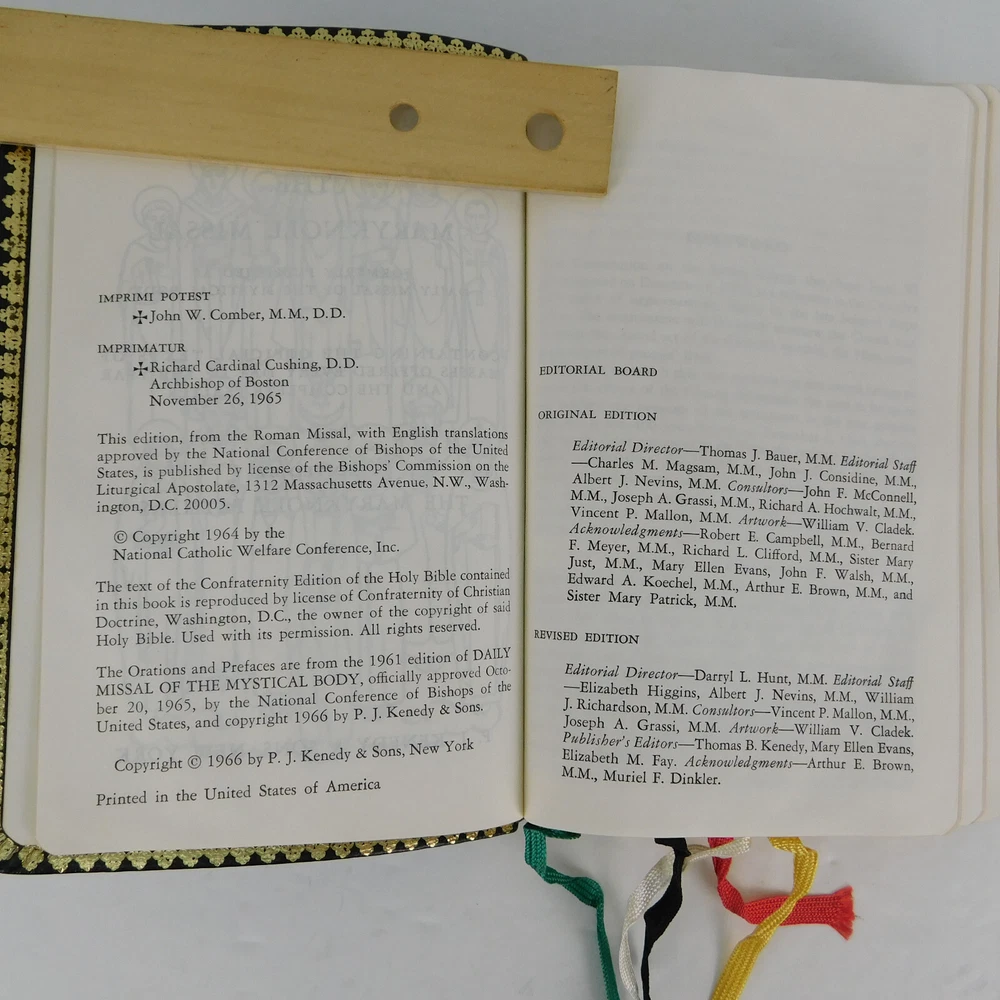 IMPRIMI POTEST
✠John W. Comber, M.M., D.D.
IMPRIMATUR
✠Richard Cardinal Cushing, D.D.
Archbishop of Boston
November 26, 1965
This edition, from the Roman Missal, with English translations
approved by the National Conference of Bishops of the United
States, is published by license of the Bishops' Commission on the
Liturgical Apostolate, 1312 Massachusetts Avenue, N.W., Wash-
ington, D.C. 20005.
© Copyright 1964 by the
National Catholic Welfare Conference, Inc.
The text of the Confraternity Edition of the Holy Bible contained
in this book is reproduced by license of Confraternity of Christian
Doctrine, Washington, D.C., the owner of the copyright of said
Holy Bible. Used with its permission. All rights reserved.
The Orations and Prefaces are from the 1961 edition of DAILY
MISSAL OF THE MYSTICAL BODY, officially approved Octo-
ber 20, 1965, by the National Conference of Bishops of the
United States, and copyright 1966 by P. J. Kenedy & Sons.
Copyright © 1966 by P. J. Kenedy & Sons, New York
Printed in the United States of America
EDITORIAL BOARD
ORIGINAL EDITION
Editorial Director—Thomas J. Bauer, M.M. Editorial Staff
—Charles M. Magsam, M.M., John J. Considine, M.M.,
Albert J. Nevins, M.M. Consultors—John F. McConnell,
M.M., Joseph A. Grassi, M.M., Richard A. Hochwalt, M.M.,
Vincent P. Mallon, M.M. Artwork—William V. Cladek.
Acknowledgments—Robert E. Campbell, M.M., Bernard
F. Meyer, M.M., Richard L. Clifford, M.M., Sister Mary
Just, M.M., Mary Ellen Evans, John F. Walsh, M.M.,
Edward A. Koechel, M.M., Arthur E. Brown, M.M., and
Sister Mary Patrick, M.M.
REVISED EDITION
Editorial Director—Darryl L. Hunt, M.M. Editorial Staff
—Elizabeth Higgins, Albert J. Nevins, M.M., William
J. Richardson, M.M. Consultors—Vincent P. Mallon, M.M.,
Joseph A. Grassi, M.M. Artwork—William V. Cladek.
Publisher's Editors—Thomas B. Kenedy, Mary Ellen Evans,
Elizabeth M. Fay. Acknowledgments—Arthur E. Brown,
M.M., Muriel F. Dinkler.